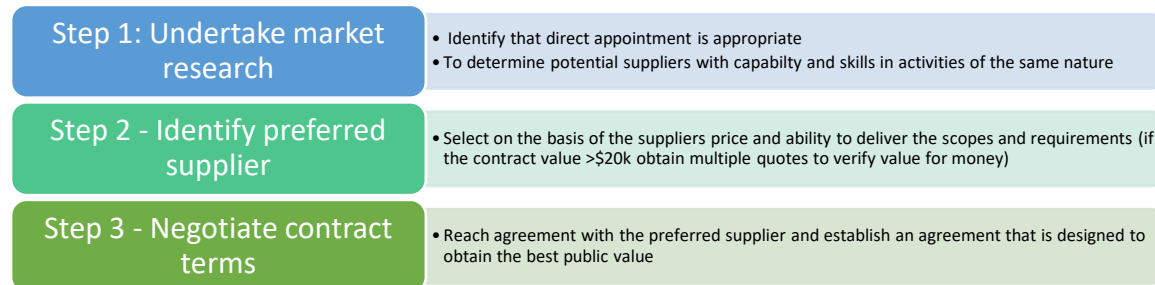 Step 1: Undertake market
research
• Identify that direct appointment is appropriate
• To determine potential suppliers with capabilty and skills in activities of the same nature
Step 2 - Identify preferred
supplier
• Select on the basis of the suppliers price and ability to deliver the scopes and requirements (if
the contract value >$20k obtain multiple quotes to verify value for money)
Step 3 - Negotiate contract
terms
• Reach agreement with the preferred supplier and establish an agreement that is designed to
obtain the best public value